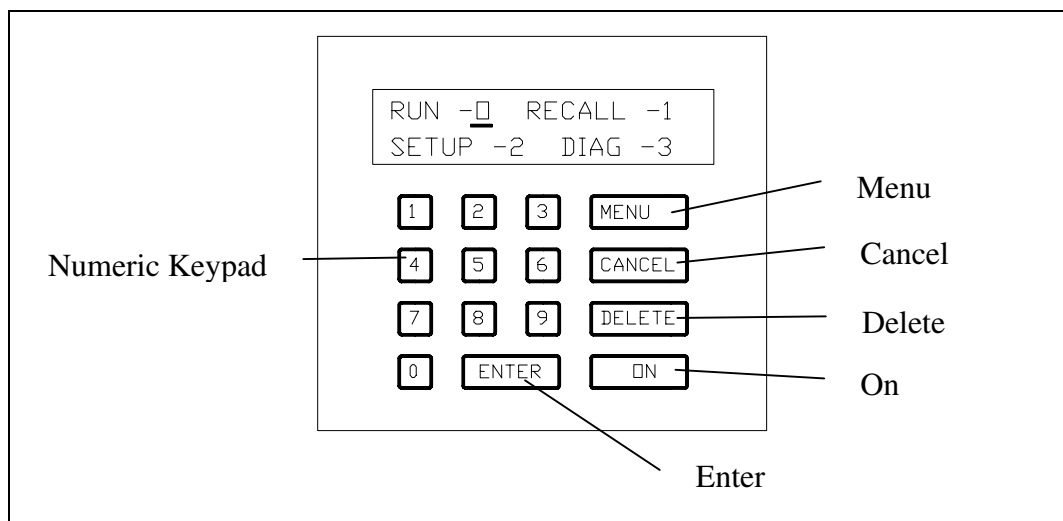 RUN -0 RECALL -1
SETUP -2 DIAG -3
1 2 3 MENU
Menu
Numeric Keypad
4 5 6 CANCEL
Cancel
7 8 9 DELETE
Delete
0 ENTER ON
On
Enter